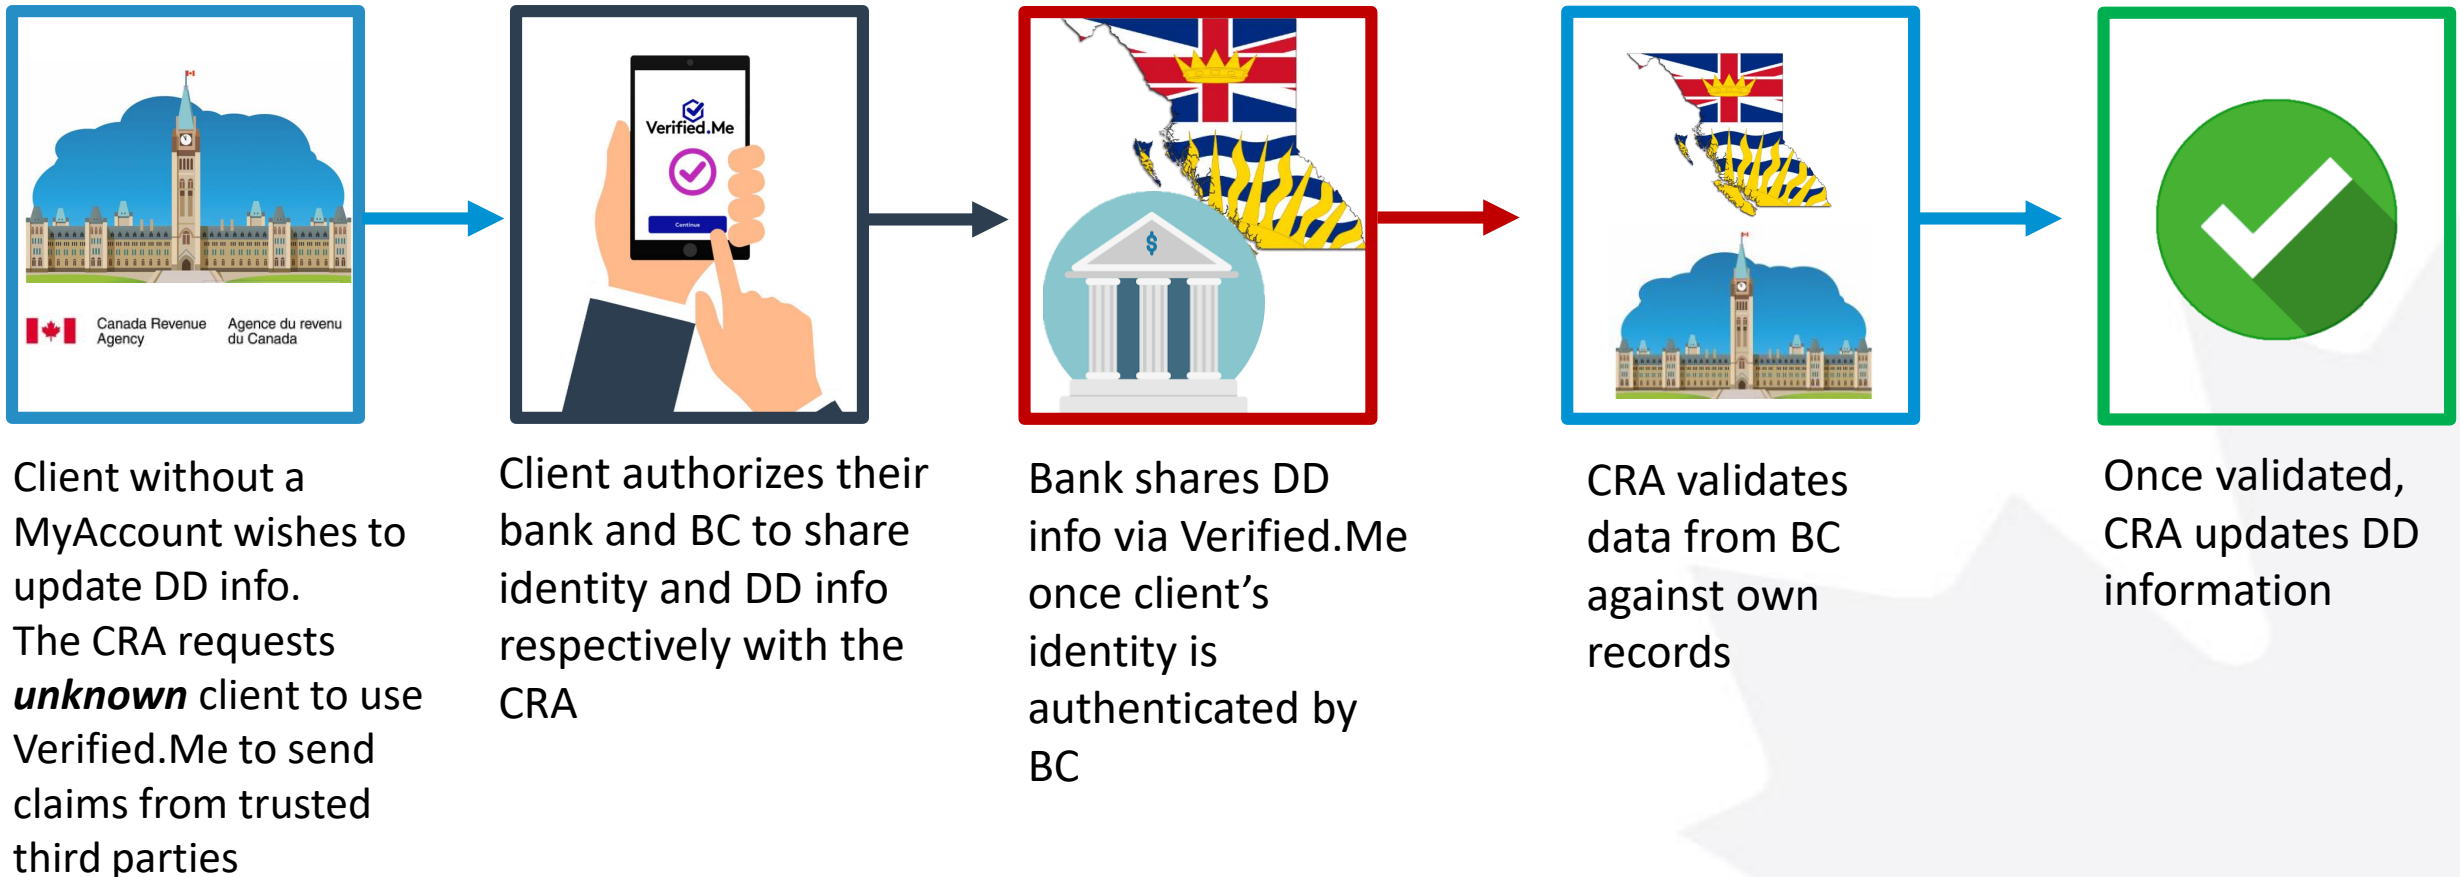 Canada Revenue
Agency
Agence du revenu
du Canada
Verified.Me
Continue
$
Client without a
MyAccount wishes to
update DD info.
The CRA requests
unknown client to use
Verified.Me to send
claims from trusted
third parties
Client authorizes their
bank and BC to share
identity and DD info
respectively with the
CRA
Bank shares DD
info via Verified.Me
once client’s
identity is
authenticated by
BC
CRA validates
data from BC
against own
records
Once validated,
CRA updates DD
information